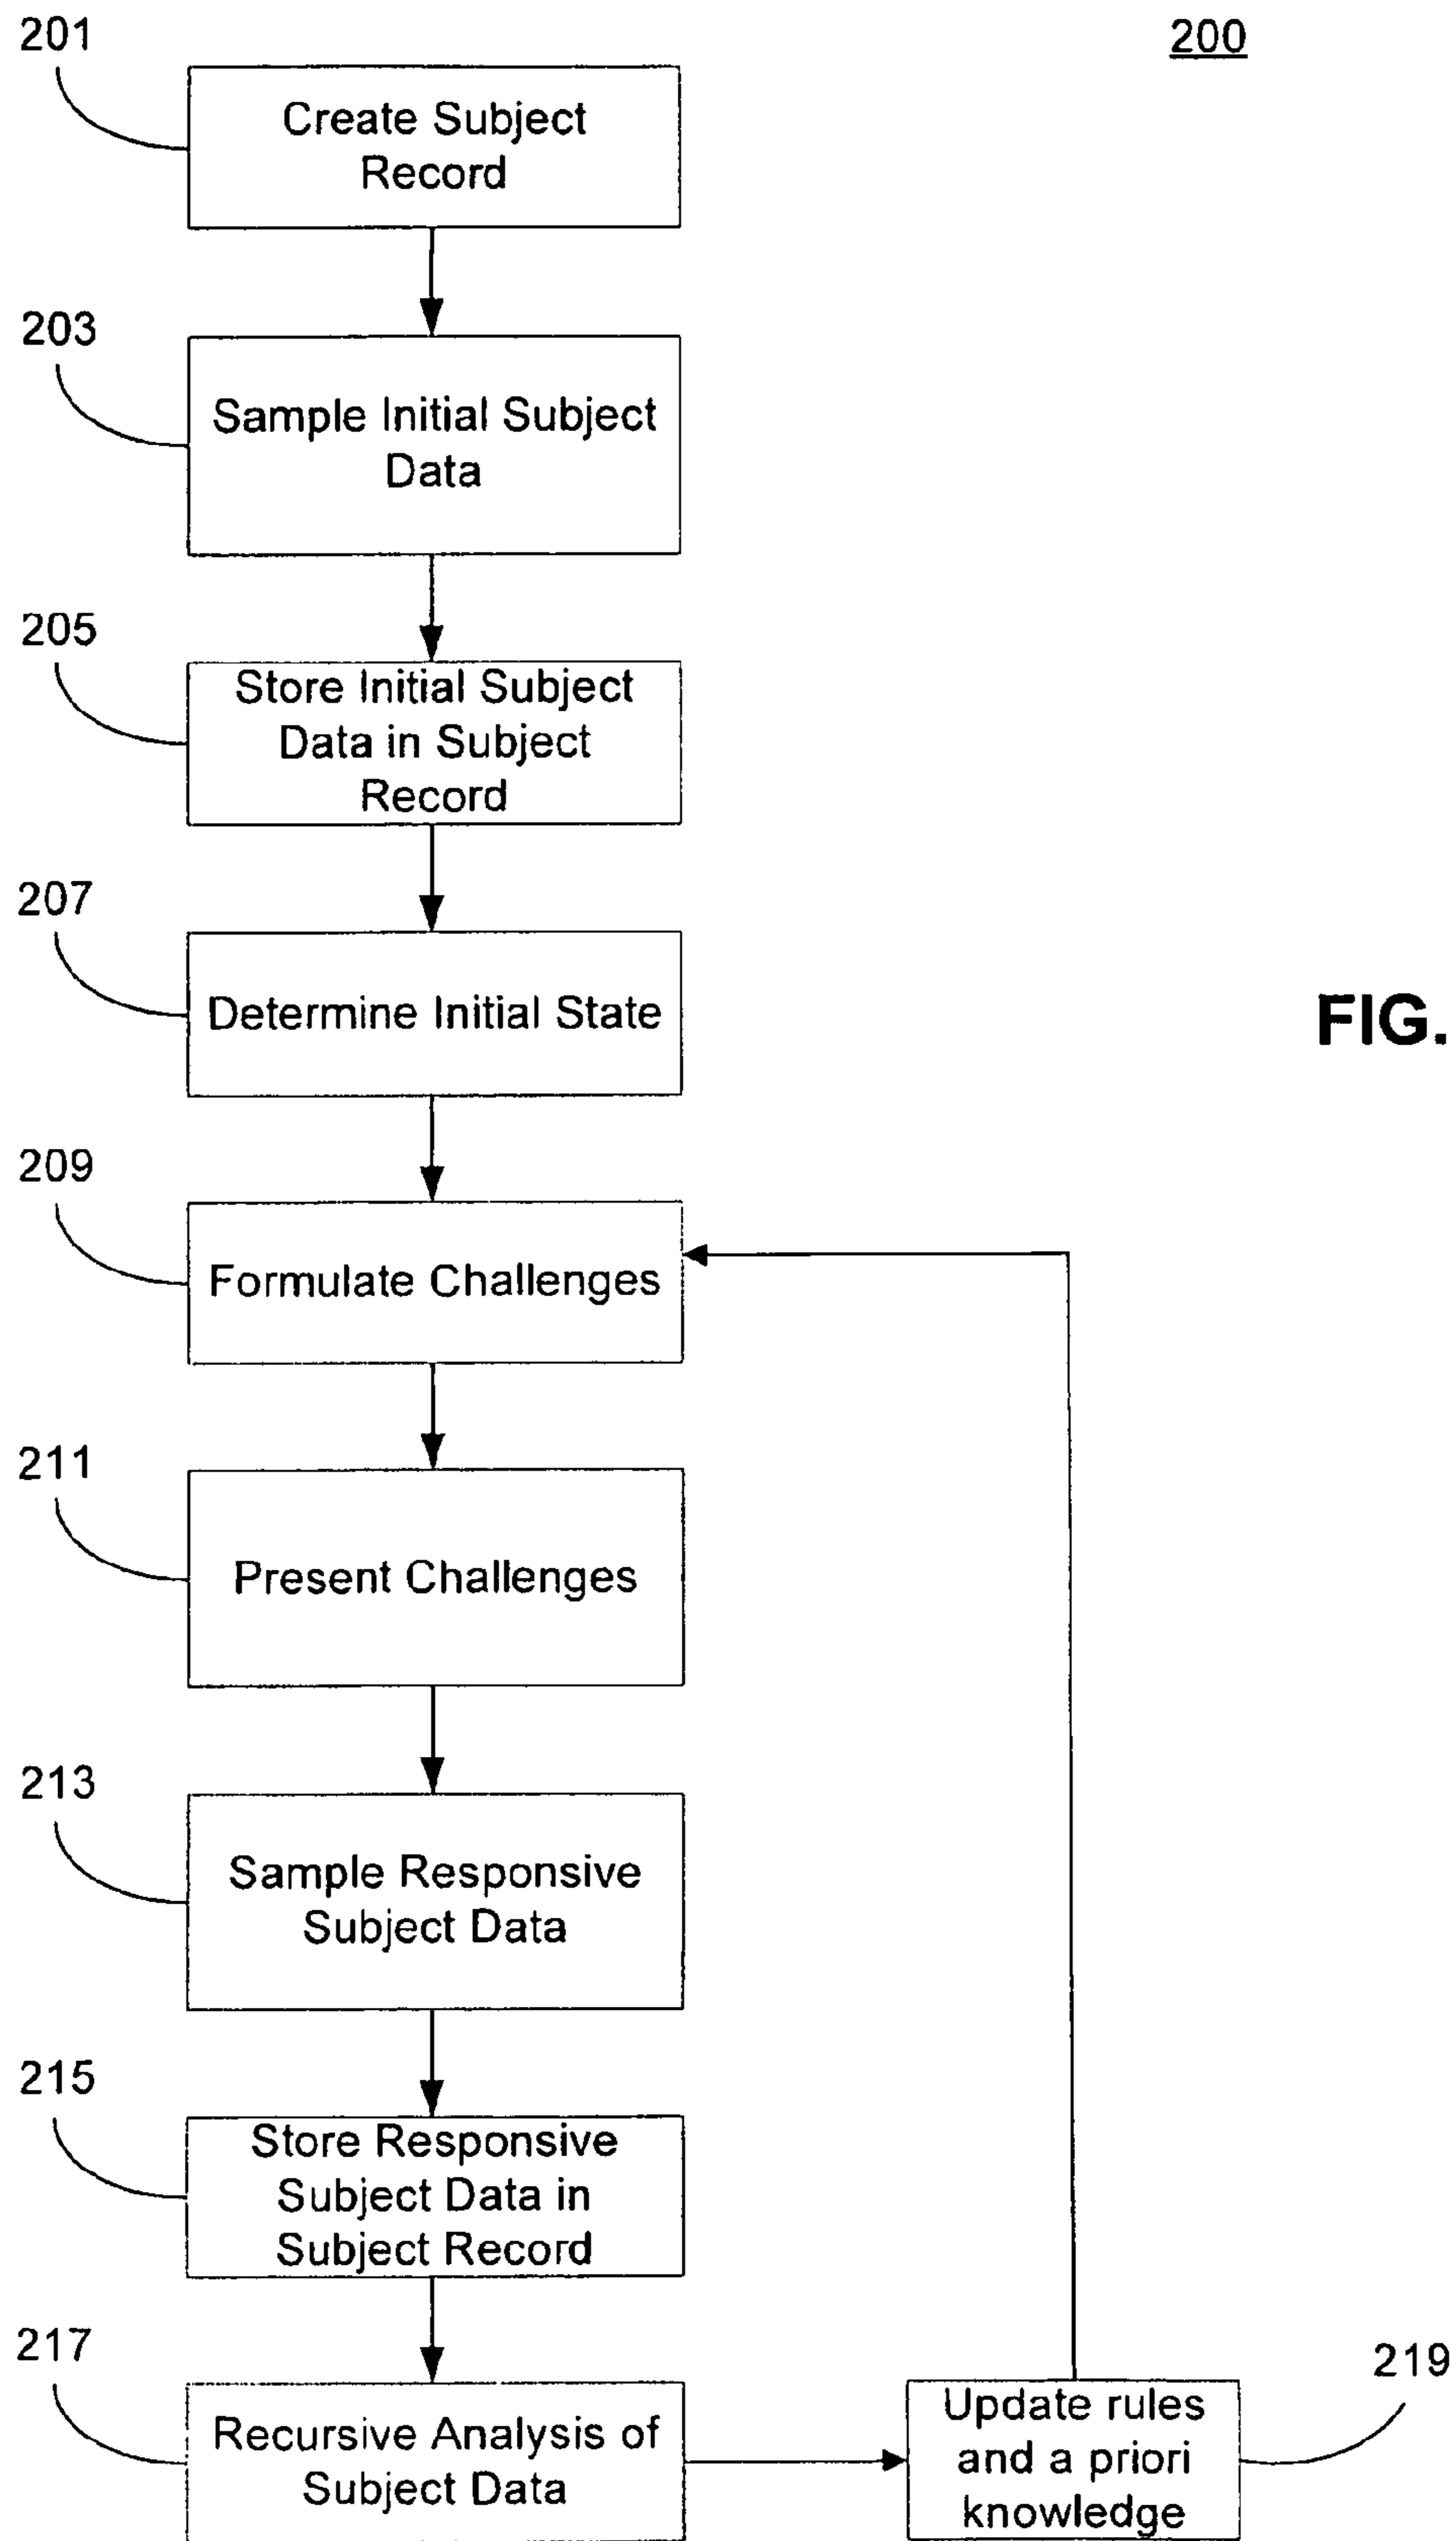 201
200
Create Subject
Record
203
Sample Initial Subject
Data
205
Store Initial Subject
Data in Subject
Record
207
Determine Initial State
FIG.
209
Formulate Challenges
211
Present Challenges
213
Sample Responsive
Subject Data
215
Store Responsive
Subject Data in
Subject Record
217
Recursive Analysis of
Subject Data
219
Update rules
and a priori
knowledge